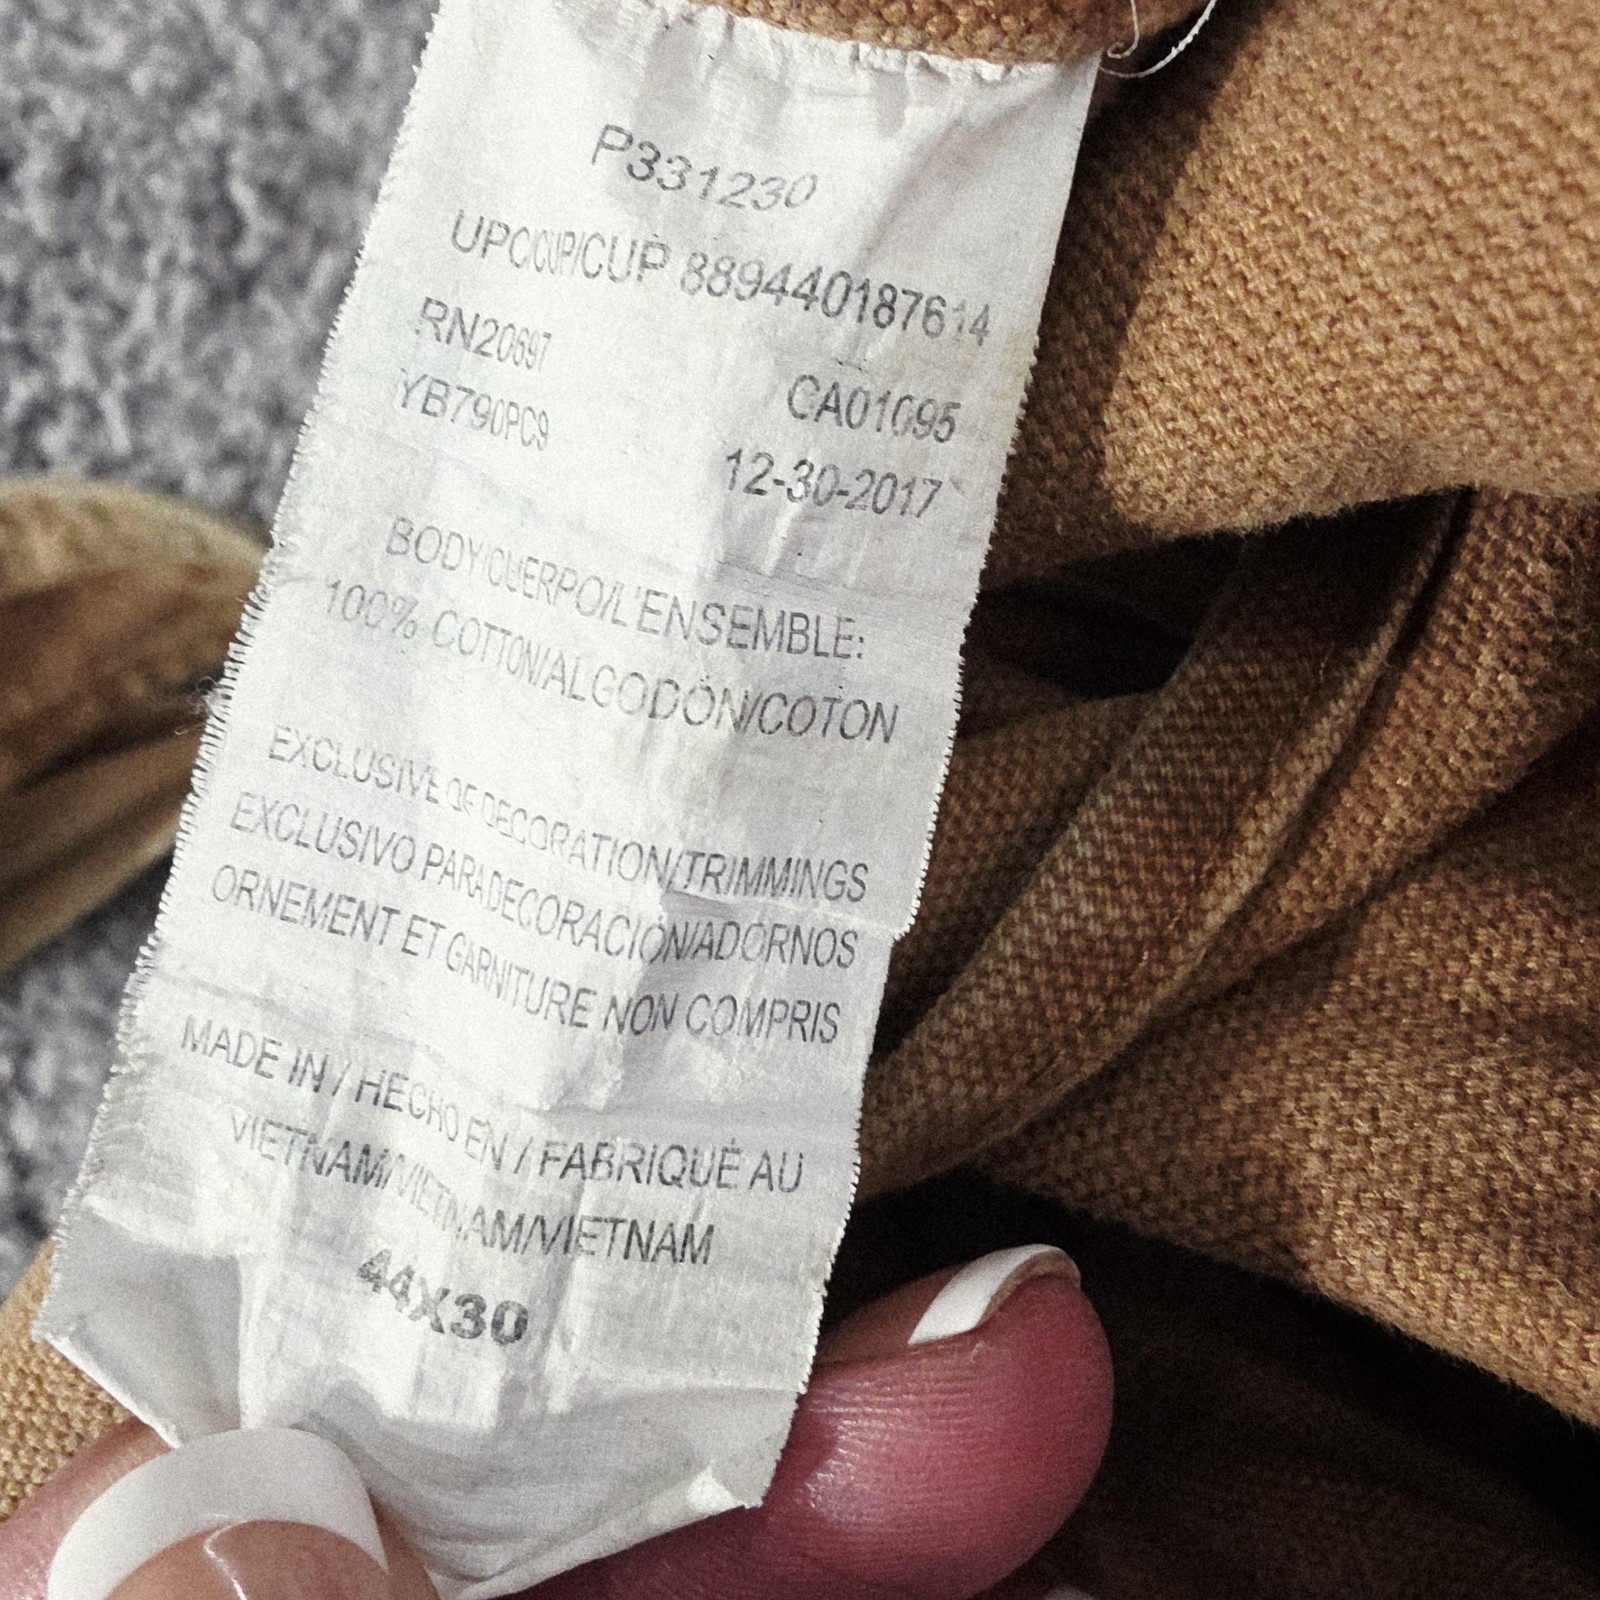 P331230
UPC/CUP/CUP 889440187614
RN20697
CA01095
YB790PC9
12-30-2017
BODY/CUERPO/L'ENSEMBLE:
100% COTTON/ALGODÓN/COTON
EXCLUSIVE OF DECORATION/TRIMMINGS
EXCLUSIVO PARA DECORACIÓN/ADORNOS
ORNEMENT ET GARNITURE NON COMPRIS
MADE IN / HECHO EN / FABRIQUÉ AU
VIETNAM/VIETNAM/VIETNAM
44X30